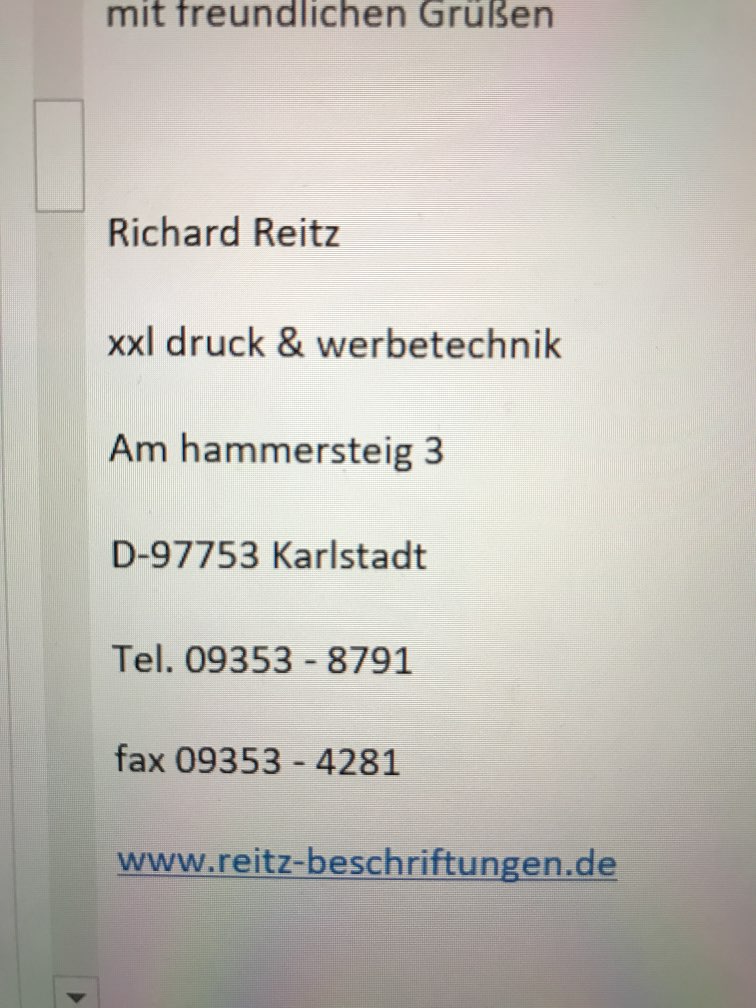 mit freundlichen Grüßen
Richard Reitz
xxl druck & werbetechnik
Am hammersteig 3
D-97753 Karlstadt
Tel. 09353 - 8791
fax 09353 - 4281
www.reitz-beschriftungen.de